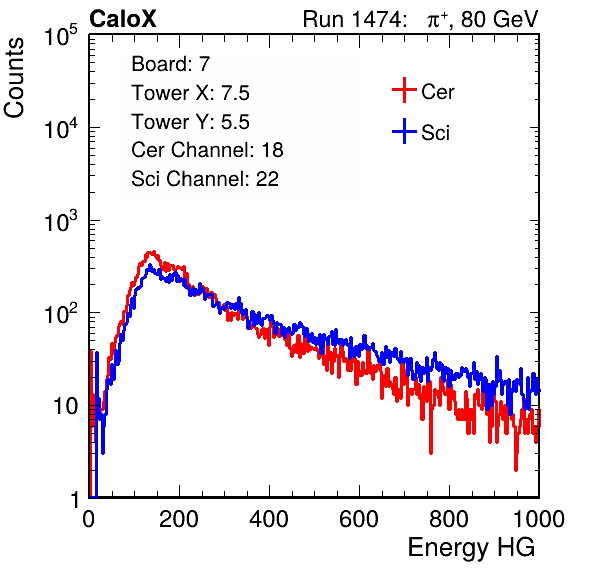 CaloX Run 1474: π⁺, 80 GeV
Board: 7
Tower X: 7.5
Tower Y: 5.5
Cer Channel: 18
Sci Channel: 22
Cer
Sci
Counts
10⁵
10⁴
10³
10²
10
1
0 200 400 600 800 1000
Energy HG